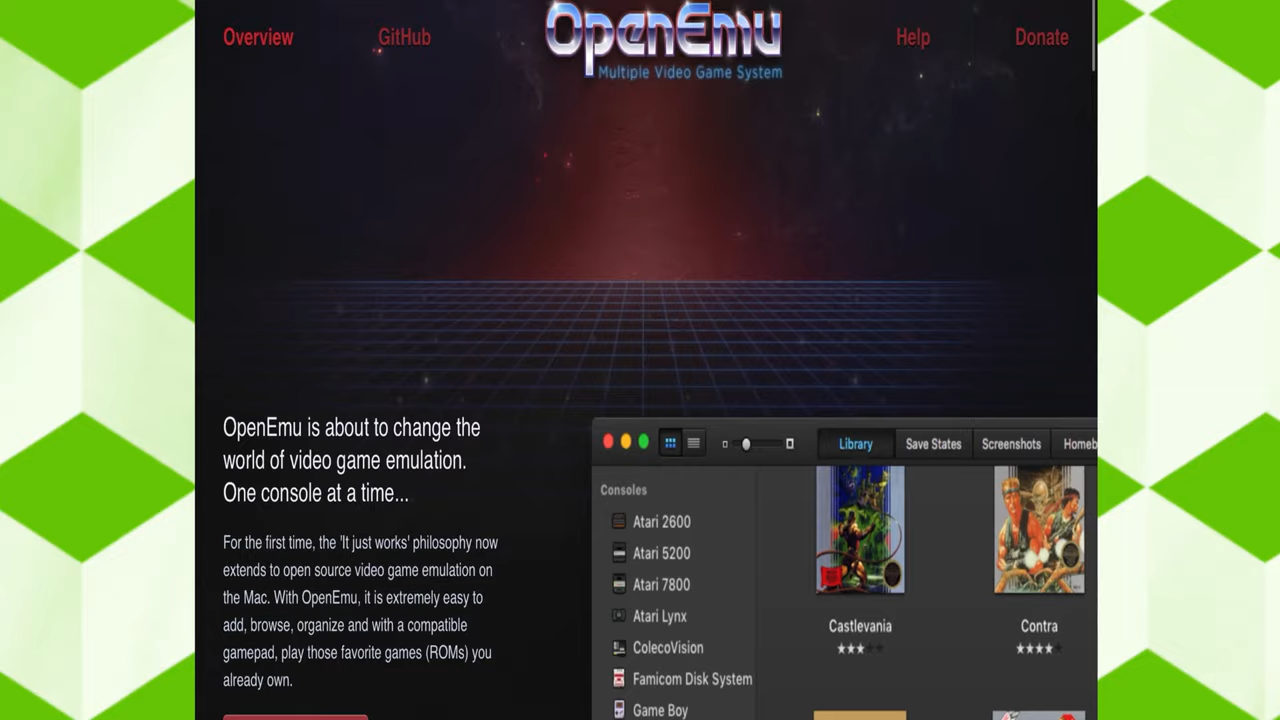 Overview
GitHub
OpenEmu
Multiple Video Game System
Help
Donate
OpenEmu is about to change the
world of video game emulation.
One console at a time...
For the first time, the 'It just works' philosophy now
extends to open source video game emulation on
the Mac. With OpenEmu, it is extremely easy to
add, browse, organize and with a compatible
gamepad, play those favorite games (ROMs) you
already own.
Library
Save States
Screenshots
Homeb
Consoles
Atari 2600
Atari 5200
Atari 7800
Atari Lynx
ColecoVision
Famicom Disk System
Game Boy
Castlevania
Contra